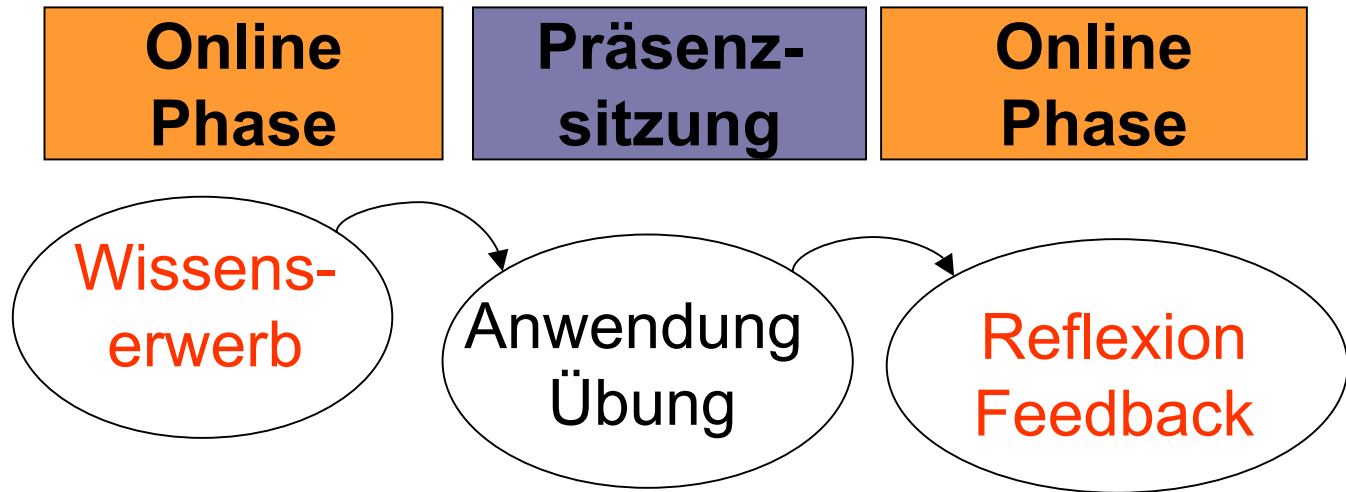 Online
Phase
Präsenz-
sitzung
Online
Phase
Wissens-
erwerb
Anwendung
Übung
Reflexion
Feedback